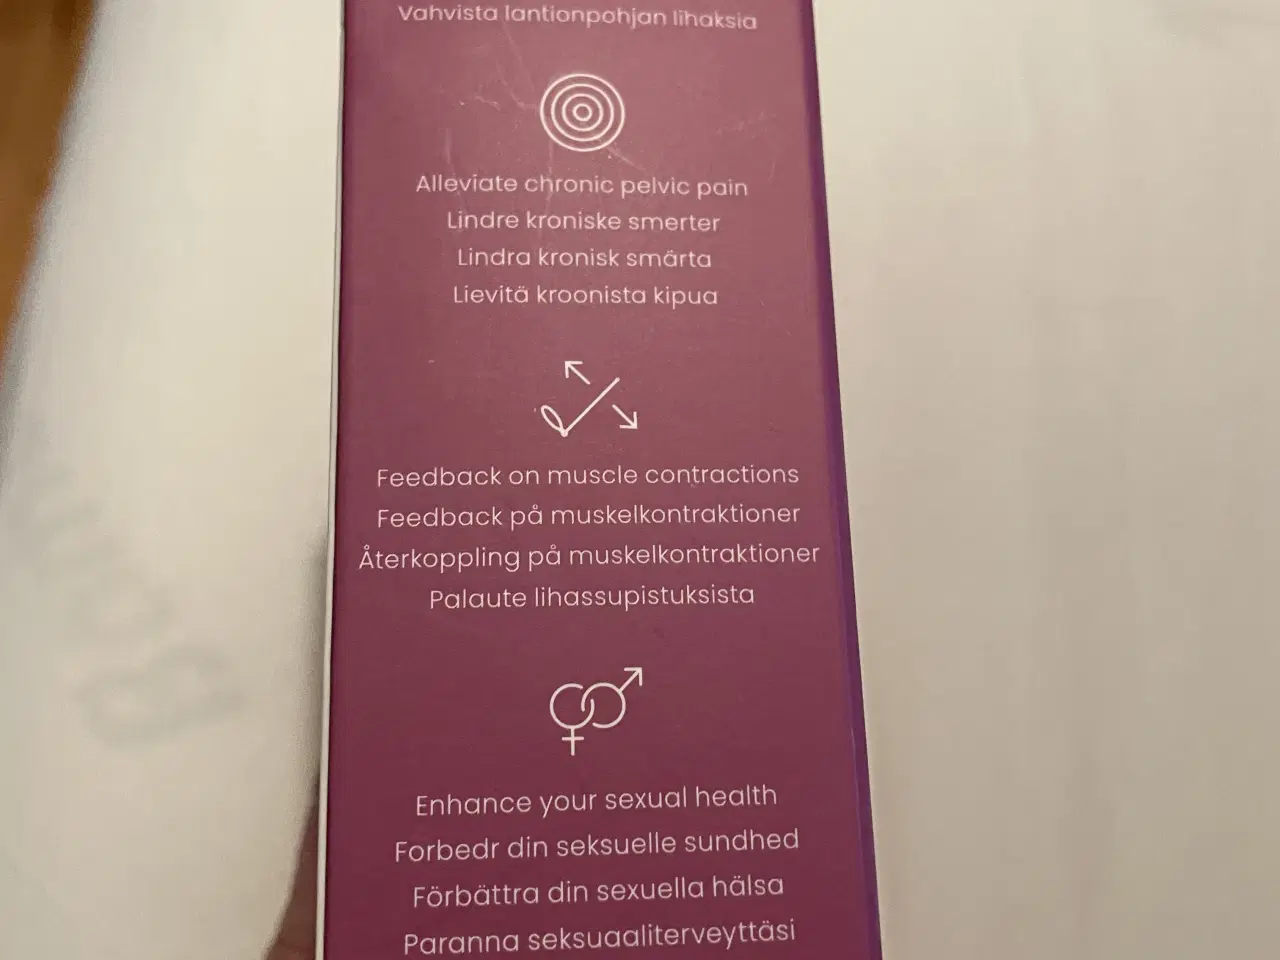 Vahvista lantionpohjan lihaksia
Alleviate chronic pelvic pain
Lindre kroniske smerter
Lindra kronisk smärta
Lievitä kroonista kipua
Feedback on muscle contractions
Feedback på muskelkontraktioner
Återkoppling på muskelkontraktioner
Palaute lihassupistuksista
Enhance your sexual health
Forbedr din seksuelle sundhed
Förbättra din sexuella hälsa
Paranna seksuaaliterveyttäsi